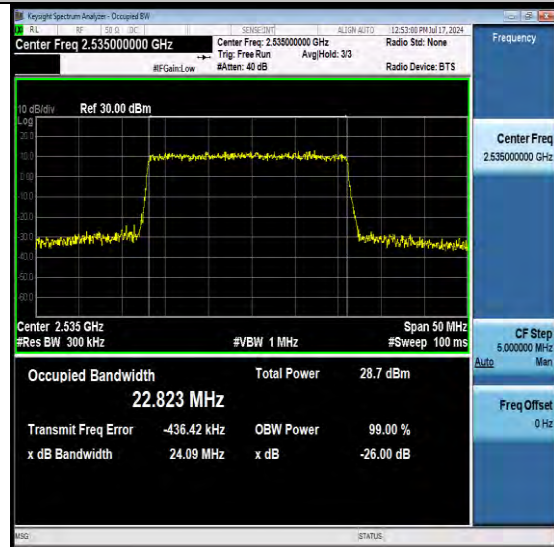 Keysight Spectrum Analyzer - Occupied BW
RL RF 50 Ω DC SENSE:INT ALIGN AUTO 12:53:00 PM Jul 17, 2024
Center Freq 2.535000000 GHz Center Freq: 2.535000000 GHz Radio Std: None Frequency
Trig: Free Run Avg|Hold: 3/3
#IFGain:Low #Atten: 40 dB Radio Device: BTS
10 dB/div Ref 30.00 dBm
Log
20.0
10.0
0.00
-10.0
-20.0
-30.0
-40.0
-50.0
-60.0
Center Freq
2.535000000 GHz
Center 2.535 GHz Span 50 MHz
#Res BW 300 kHz #VBW 1 MHz #Sweep 100 ms
CF Step
5.000000 MHz
Auto Man
Occupied Bandwidth Total Power 28.7 dBm
22.823 MHz
Transmit Freq Error -436.42 kHz OBW Power 99.00 %
x dB Bandwidth 24.09 MHz x dB -26.00 dB
Freq Offset
0 Hz
MSG STATUS